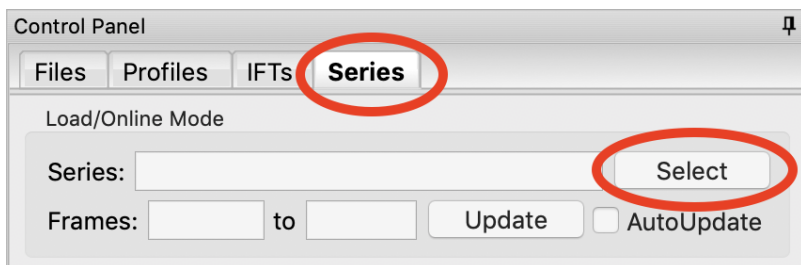 Control Panel
Files Profiles IFTs Series
Load/Online Mode
Series: Select
Frames: to Update AutoUpdate